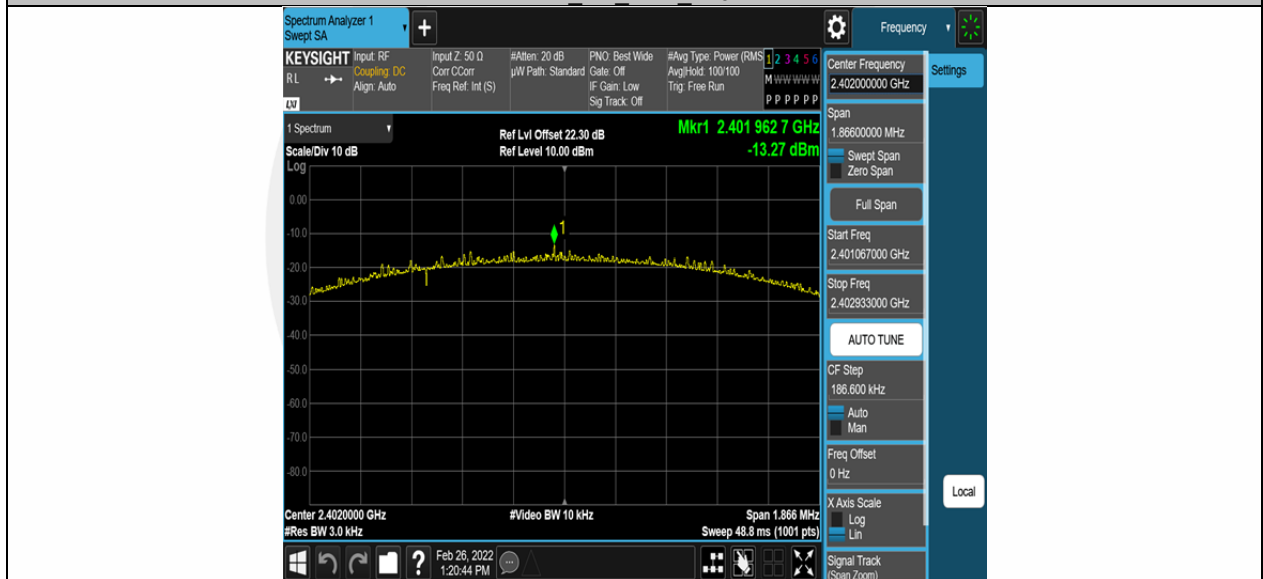 Spectrum Analyzer 1
Swept SA
+
Frequency
KEYSIGHT
RL
LXI
Input: RF
Coupling: DC
Align: Auto
Input Z: 50 Ω
Corr CCorr
Freq Ref: Int (S)
#Atten: 20 dB
µW Path: Standard
PNO: Best Wide
Gate: Off
IF Gain: Low
Sig Track: Off
#Avg Type: Power (RMS
Avg|Hold: 100/100
Trig: Free Run
1 2 3 4 5 6
M W W W W W
P P P P P P
1 Spectrum
Scale/Div 10 dB
Log
Ref Lvl Offset 22.30 dB
Ref Level 10.00 dBm
Mkr1 2.401 962 7 GHz
-13.27 dBm
0.00
-10.0
-20.0
-30.0
-40.0
-50.0
-60.0
-70.0
-80.0
1
Center 2.4020000 GHz
#Res BW 3.0 kHz
#Video BW 10 kHz
Span 1.866 MHz
Sweep 48.8 ms (1001 pts)
Feb 26, 2022
1:20:44 PM
?
Center Frequency
2.402000000 GHz
Settings
Span
1.86600000 MHz
Swept Span
Zero Span
Full Span
Start Freq
2.401067000 GHz
Stop Freq
2.402933000 GHz
AUTO TUNE
CF Step
186.600 kHz
Auto
Man
Freq Offset
0 Hz
X Axis Scale
Log
Lin
Local
Signal Track
(Span Zoom)